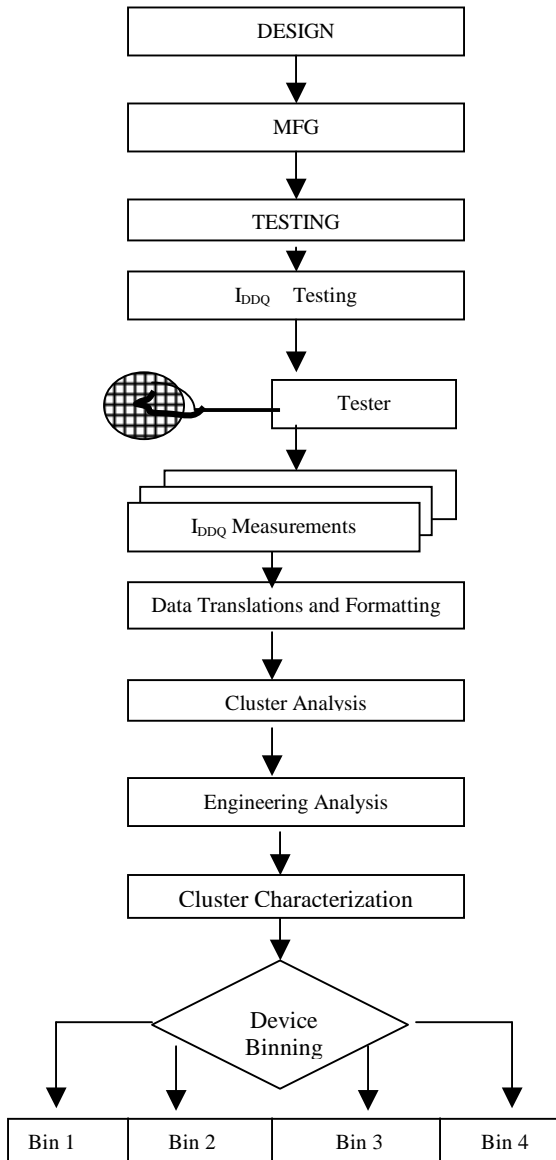 DESIGN
MFG
TESTING
IDDQ Testing
Tester
IDDQ Measurements
Data Translations and Formatting
Cluster Analysis
Engineering Analysis
Cluster Characterization
Device
Binning
Bin 1 Bin 2 Bin 3 Bin 4